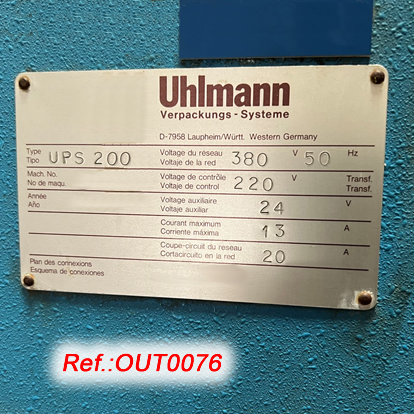 Uhlmann
Verpackungs-Systeme
D-7958 Laupheim/Württ. Western Germany
Type
Tipo UPS 200
Voltage du réseau
Voltaje de la red 380 V 50 Hz
Mach. No.
No de maqu.
Voltage de contrôle
Voltaje de control 220 V Transf.
Transf.
Année
Año
Voltage auxiliaire
Voltaje auxiliar 24 V
Courant maximum
Corriente máxima 13 A
Coupe-circuit du reseau
Cortacircuito en la red 20 A
Plan des connexions
Esquema de conexiones
Ref.:OUT0076